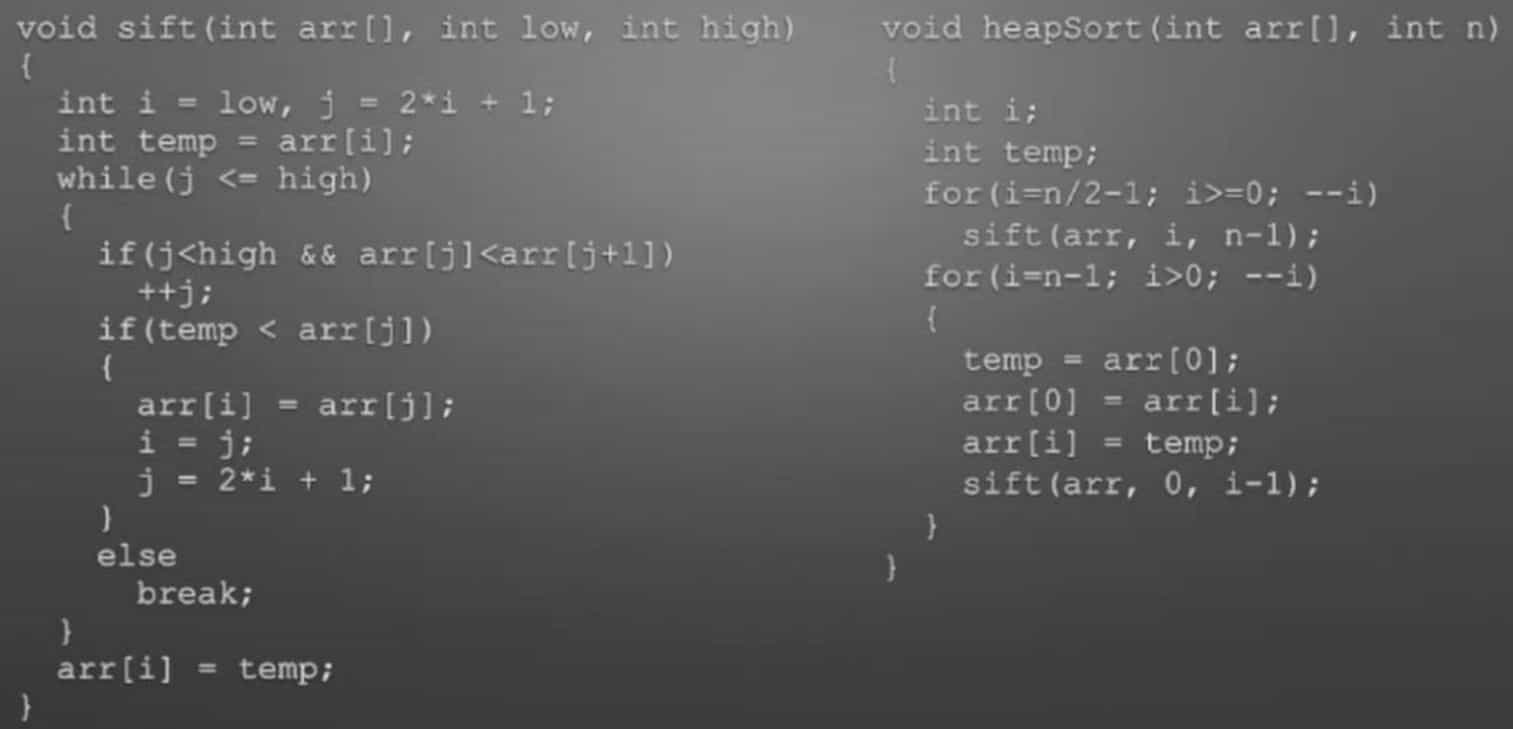 void sift(int arr[], int low, int high)
{
  int i = low, j = 2*i + 1;
  int temp = arr[i];
  while(j <= high)
  {
    if(j<high && arr[j]<arr[j+1])
      ++j;
    if(temp < arr[j])
    {
      arr[i] = arr[j];
      i = j;
      j = 2*i + 1;
    }
    else
      break;
  }
  arr[i] = temp;
}
void heapSort(int arr[], int n)
{
  int i;
  int temp;
  for(i=n/2-1; i>=0; --i)
    sift(arr, i, n-1);
  for(i=n-1; i>0; --i)
  {
    temp = arr[0];
    arr[0] = arr[i];
    arr[i] = temp;
    sift(arr, 0, i-1);
  }
}